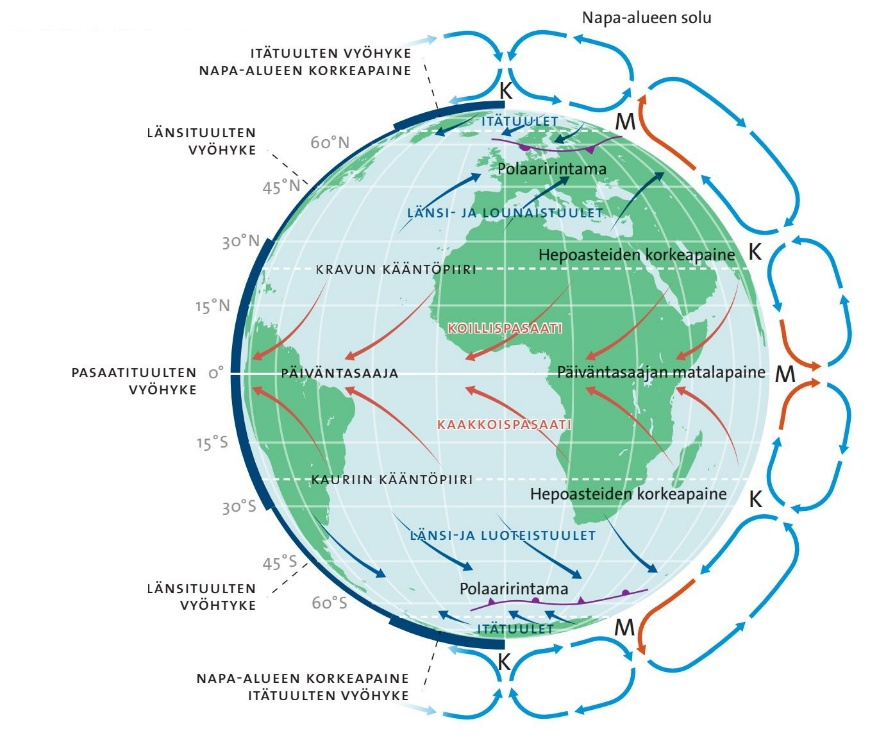 Napa-alueen solu
ITÄTUULTEN VYÖHYKE
NAPA-ALUEEN KORKEAPAINE
K
ITÄTUULET
M
LÄNSITUULTEN
VYÖHYKE
60°N
Polaaririntama
45°N
LÄNSI- JA LOUNAISTUULET
30°N
Hepoasteiden korkeapaine
K
KRAVUN KÄÄNTÖPIIRI
15°N
KOILLISPASAATI
PASAATITUULTEN
VYÖHYKE
0°
PÄIVÄNTASAAJA
Päiväntasaajan matalapaine
M
KAAKKOISPASAATI
15°S
KAURIIN KÄÄNTÖPIIRI
Hepoasteiden korkeapaine
K
30°S
LÄNSI-JA LUOTEISTUULET
45°S
LÄNSITUULTEN
VYÖHTYKE
Polaaririntama
60°S
ITÄTUULET
M
K
NAPA-ALUEEN KORKEAPAINE
ITÄTUULTEN VYÖHYKE